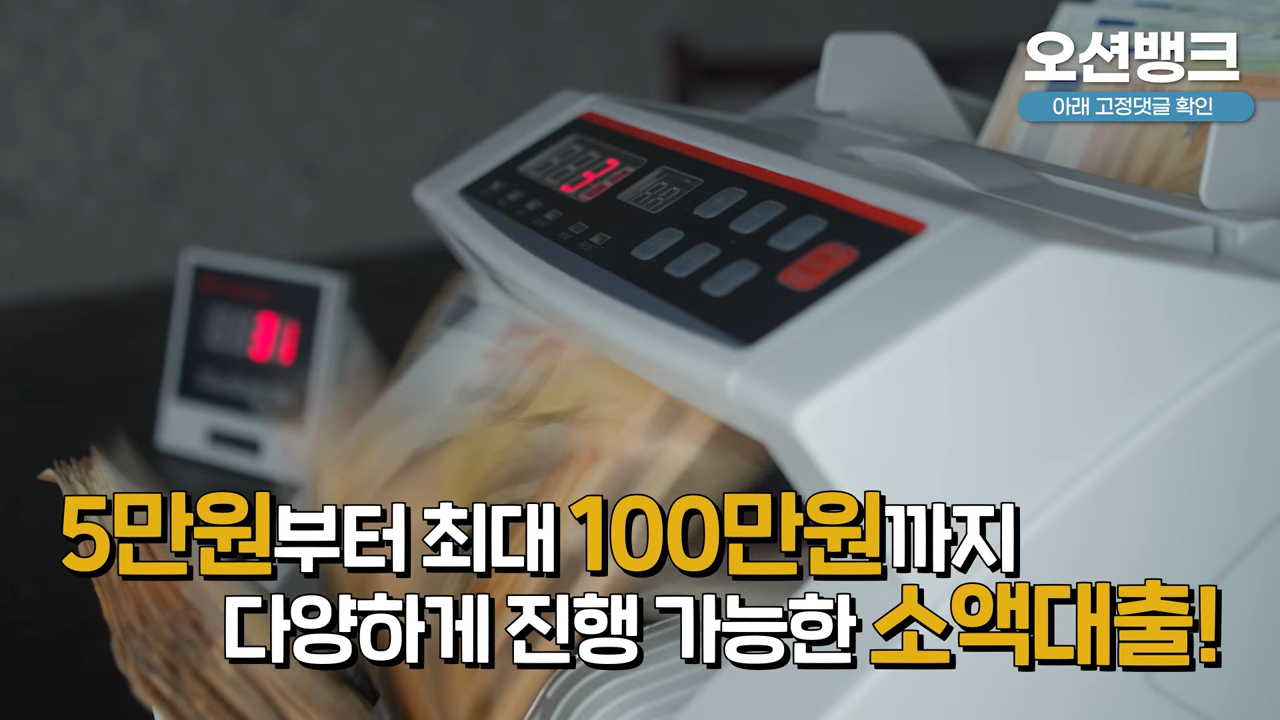 오션뱅크
아래 고정댓글 확인
31
5만원부터 최대 100만원까지
다양하게 진행 가능한 소액대출!